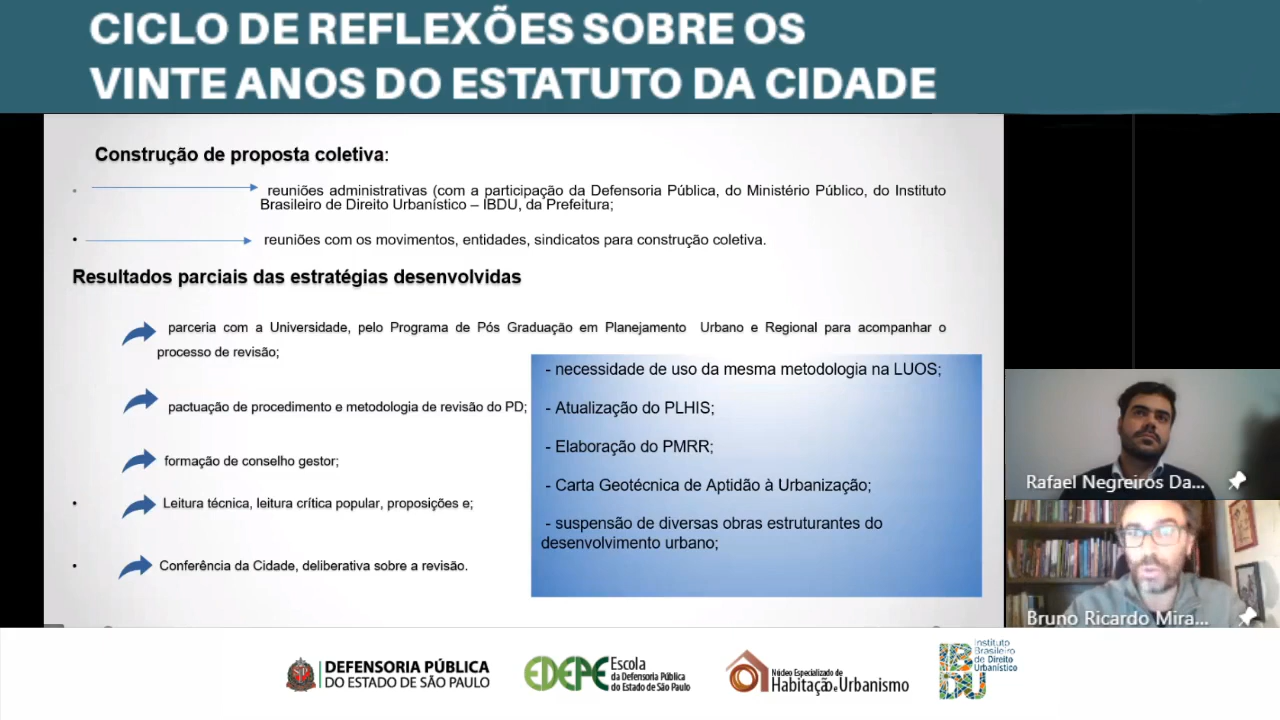 CICLO DE REFLEXÕES SOBRE OS
VINTE ANOS DO ESTATUTO DA CIDADE
Construção de proposta coletiva:
reuniões administrativas (com a participação da Defensoria Pública, do Ministério Público, do Instituto
Brasileiro de Direito Urbanístico – IBDU, da Prefeitura;
reuniões com os movimentos, entidades, sindicatos para construção coletiva.
Resultados parciais das estratégias desenvolvidas
parceria com a Universidade, pelo Programa de Pós Graduação em Planejamento Urbano e Regional para acompanhar o
processo de revisão;
pactuação de procedimento e metodologia de revisão do PD;
formação de conselho gestor;
Leitura técnica, leitura crítica popular, proposições e;
Conferência da Cidade, deliberativa sobre a revisão.
- necessidade de uso da mesma metodologia na LUOS;
- Atualização do PLHIS;
- Elaboração do PMRR;
- Carta Geotécnica de Aptidão à Urbanização;
- suspensão de diversas obras estruturantes do
desenvolvimento urbano;
Rafael Negreiros Da...
Bruno Ricardo Mira...
DEFENSORIA PÚBLICA
DO ESTADO DE SÃO PAULO
EDEPE
Escola
da Defensoria Pública
do Estado de São Paulo
Núcleo Especializado de
Habitação e Urbanismo
IBDU
Instituto
Brasileiro
de Direito
Urbanístico